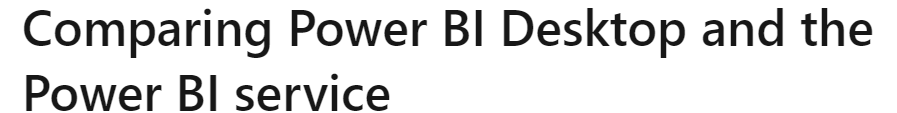 Comparing Power BI Desktop and the
Power BI service